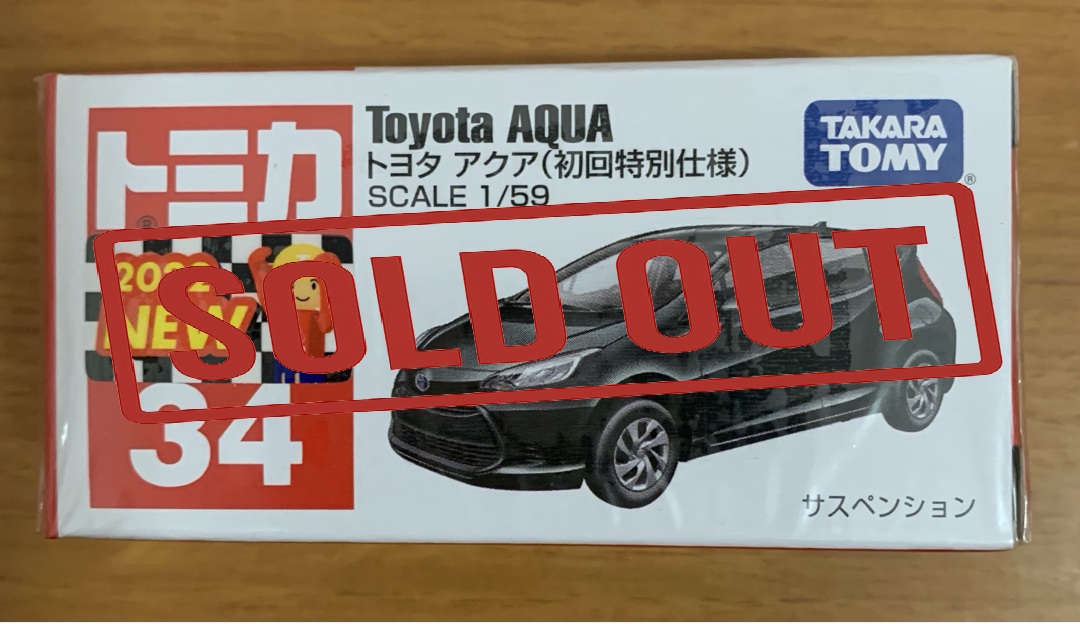 トミカ
®
2022
NEW
34
Toyota AQUA
トヨタ アクア(初回特別仕様)
SCALE 1/59
TAKARA
TOMY
®
SOLD OUT
サスペンション